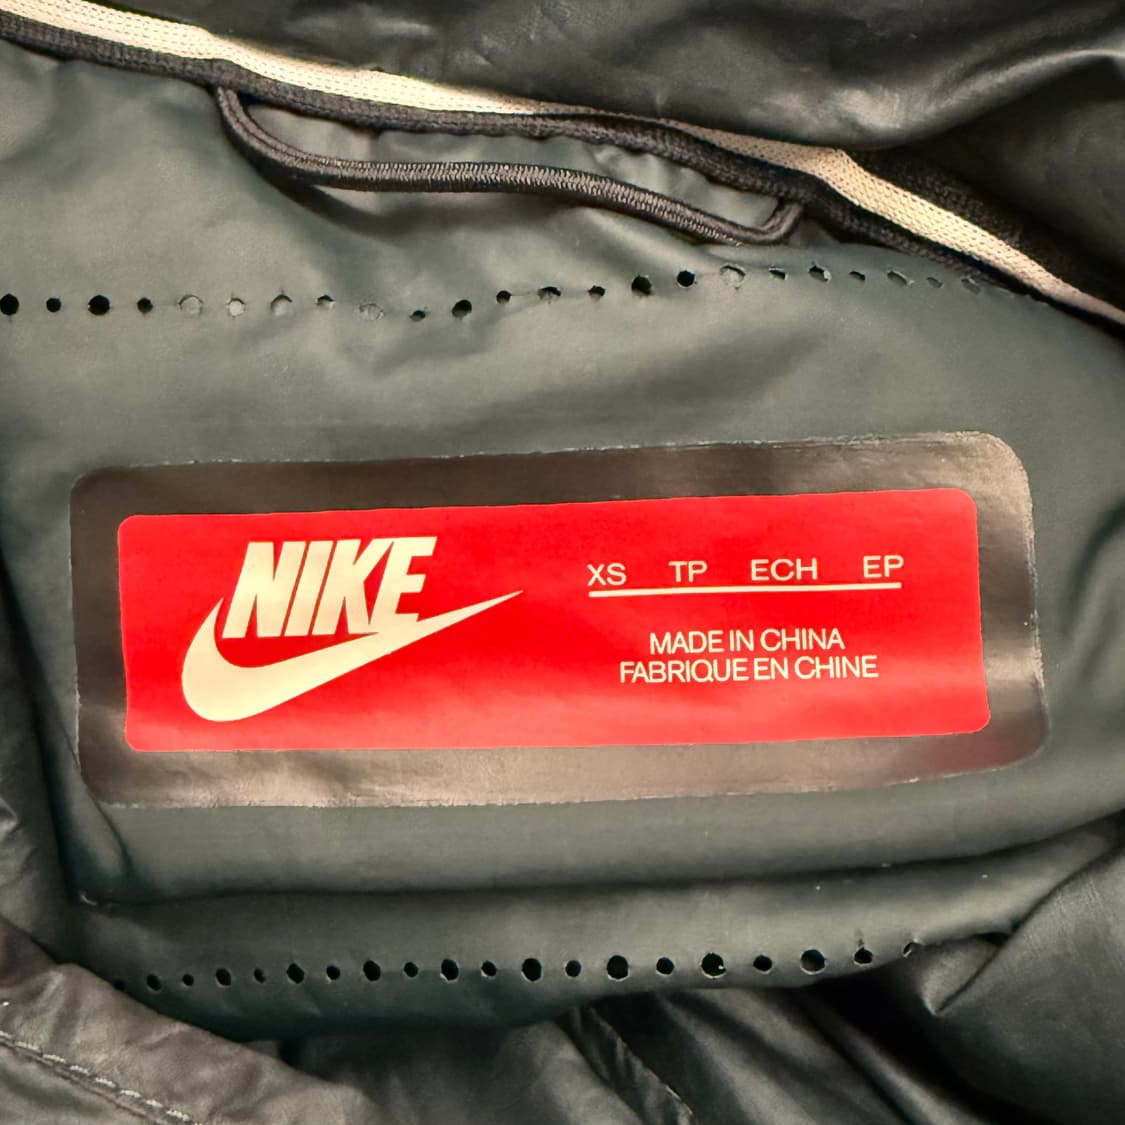 NIKE
XS TP ECH EP
MADE IN CHINA
FABRIQUE EN CHINE